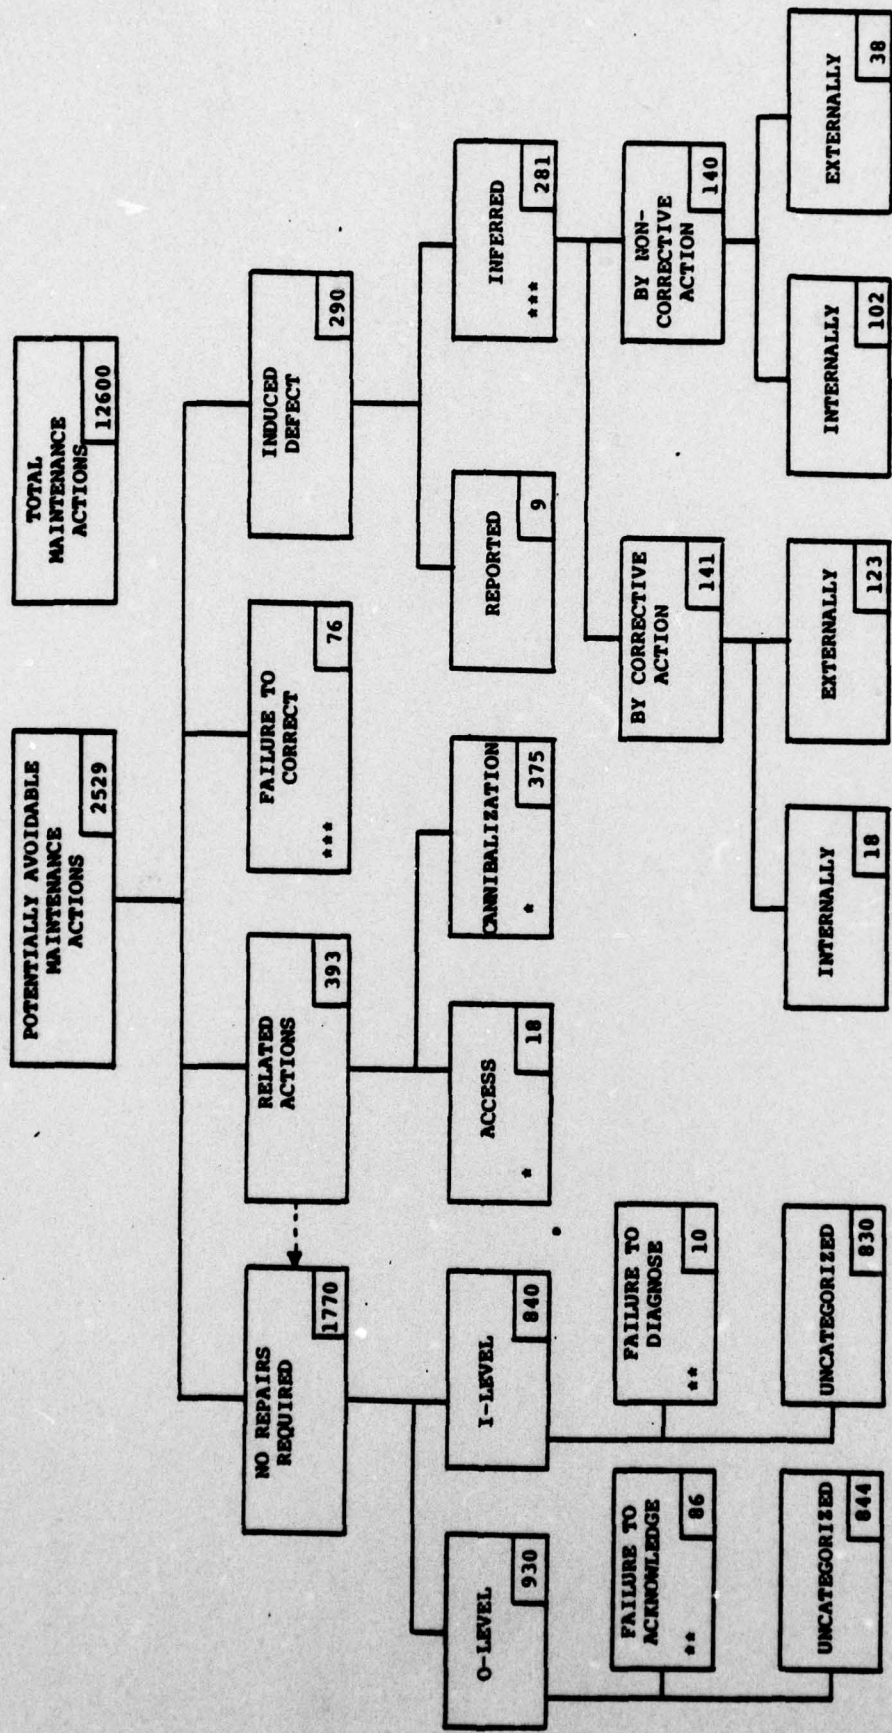 TOTAL
MAINTENANCE
ACTIONS
12600
POTENTIALLY AVOIDABLE
MAINTENANCE
ACTIONS
2529
NO REPAIRS
REQUIRED
1770
RELATED
ACTIONS
393
FAILURE TO
CORRECT
***
76
INDUCED
DEFECT
290
O-LEVEL
930
I-LEVEL
840
ACCESS
*
18
CANNIBALIZATION
*
375
REPORTED
9
INFERRED
***
281
FAILURE TO
ACKNOWLEDGE
**
86
FAILURE TO
DIAGNOSE
**
10
BY CORRECTIVE
ACTION
141
BY NON-
CORRECTIVE
ACTION
140
UNCATEGORIZED
844
UNCATEGORIZED
830
INTERNALLY
18
EXTERNALLY
123
INTERNALLY
102
EXTERNALLY
38